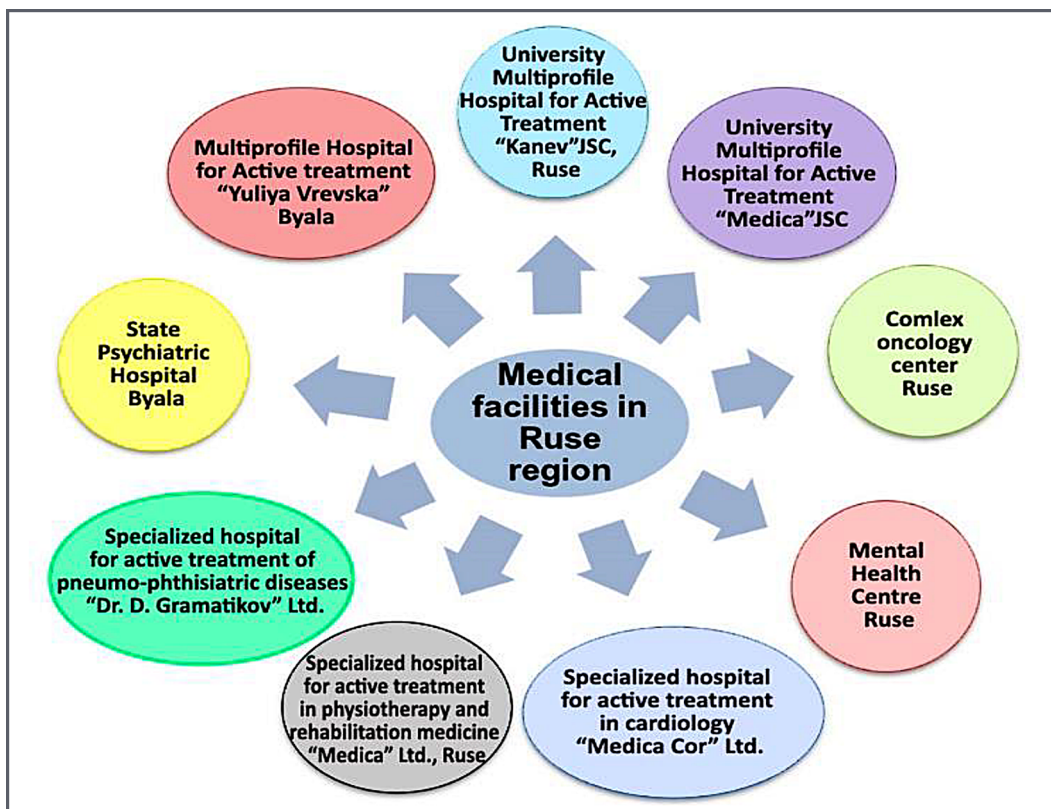 University
Multiprofile
Hospital for Active
Treatment
“Kanev”JSC,
Ruse
University
Multiprofile
Hospital for Active
Treatment
“Medica”JSC
Comlex
oncology
center
Ruse
Mental
Health
Centre
Ruse
Specialized hospital
for active treatment
in cardiology
“Medica Cor” Ltd.
Specialized hospital
for active treatment
in physiotherapy and
rehabilitation medicine
“Medica” Ltd., Ruse
Specialized hospital
for active treatment of
pneumo-phthisiatric diseases
“Dr. D. Gramatikov” Ltd.
State
Psychiatric
Hospital
Byala
Multiprofile Hospital
for Active treatment
“Yuliya Vrevska”
Byala
Medical
facilities in
Ruse
region